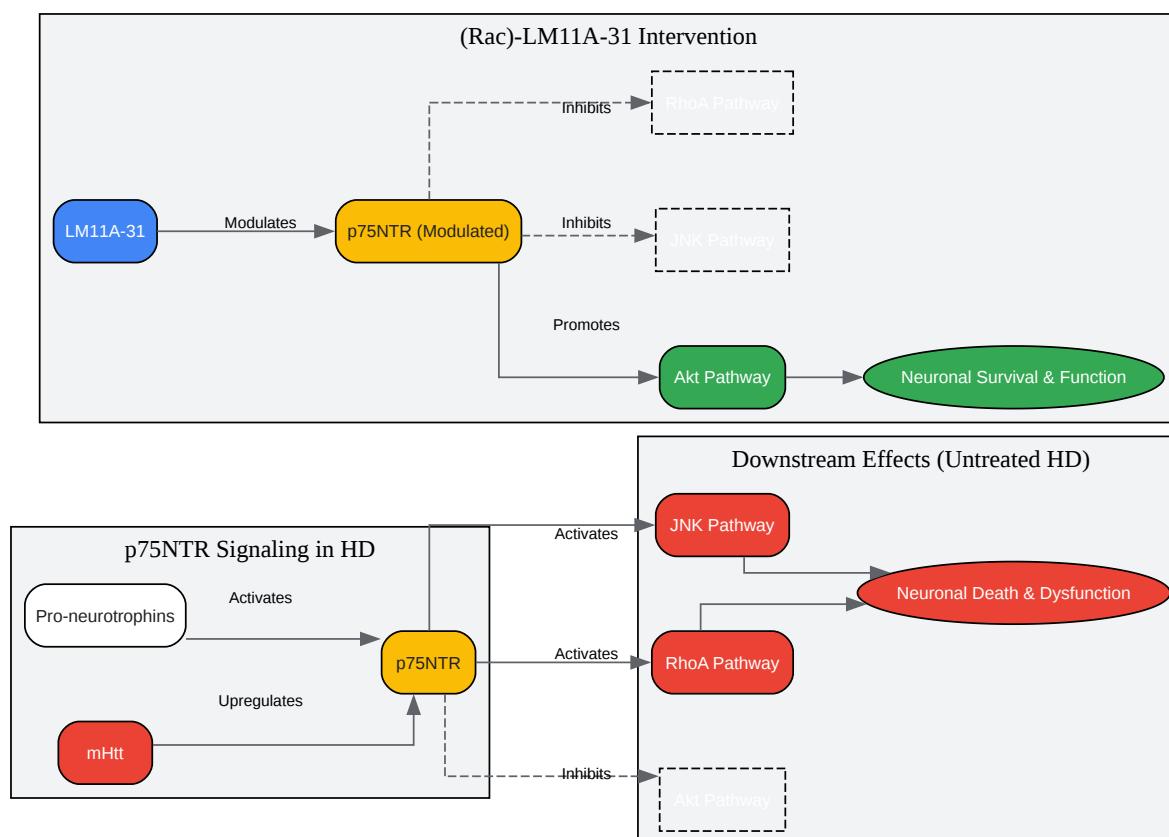 (Rac)-LM11A-31 Intervention
Inhibits
RhoA Pathway
LM11A-31
Modulates
p75NTR (Modulated)
Inhibits
JNK Pathway
Promotes
Akt Pathway
Neuronal Survival & Function
Downstream Effects (Untreated HD)
p75NTR Signaling in HD
Activates
JNK Pathway
Pro-neurotrophins
Activates
Neuronal Death & Dysfunction
p75NTR
Activates
RhoA Pathway
Upregulates
mHtt
Inhibits
Akt Pathway